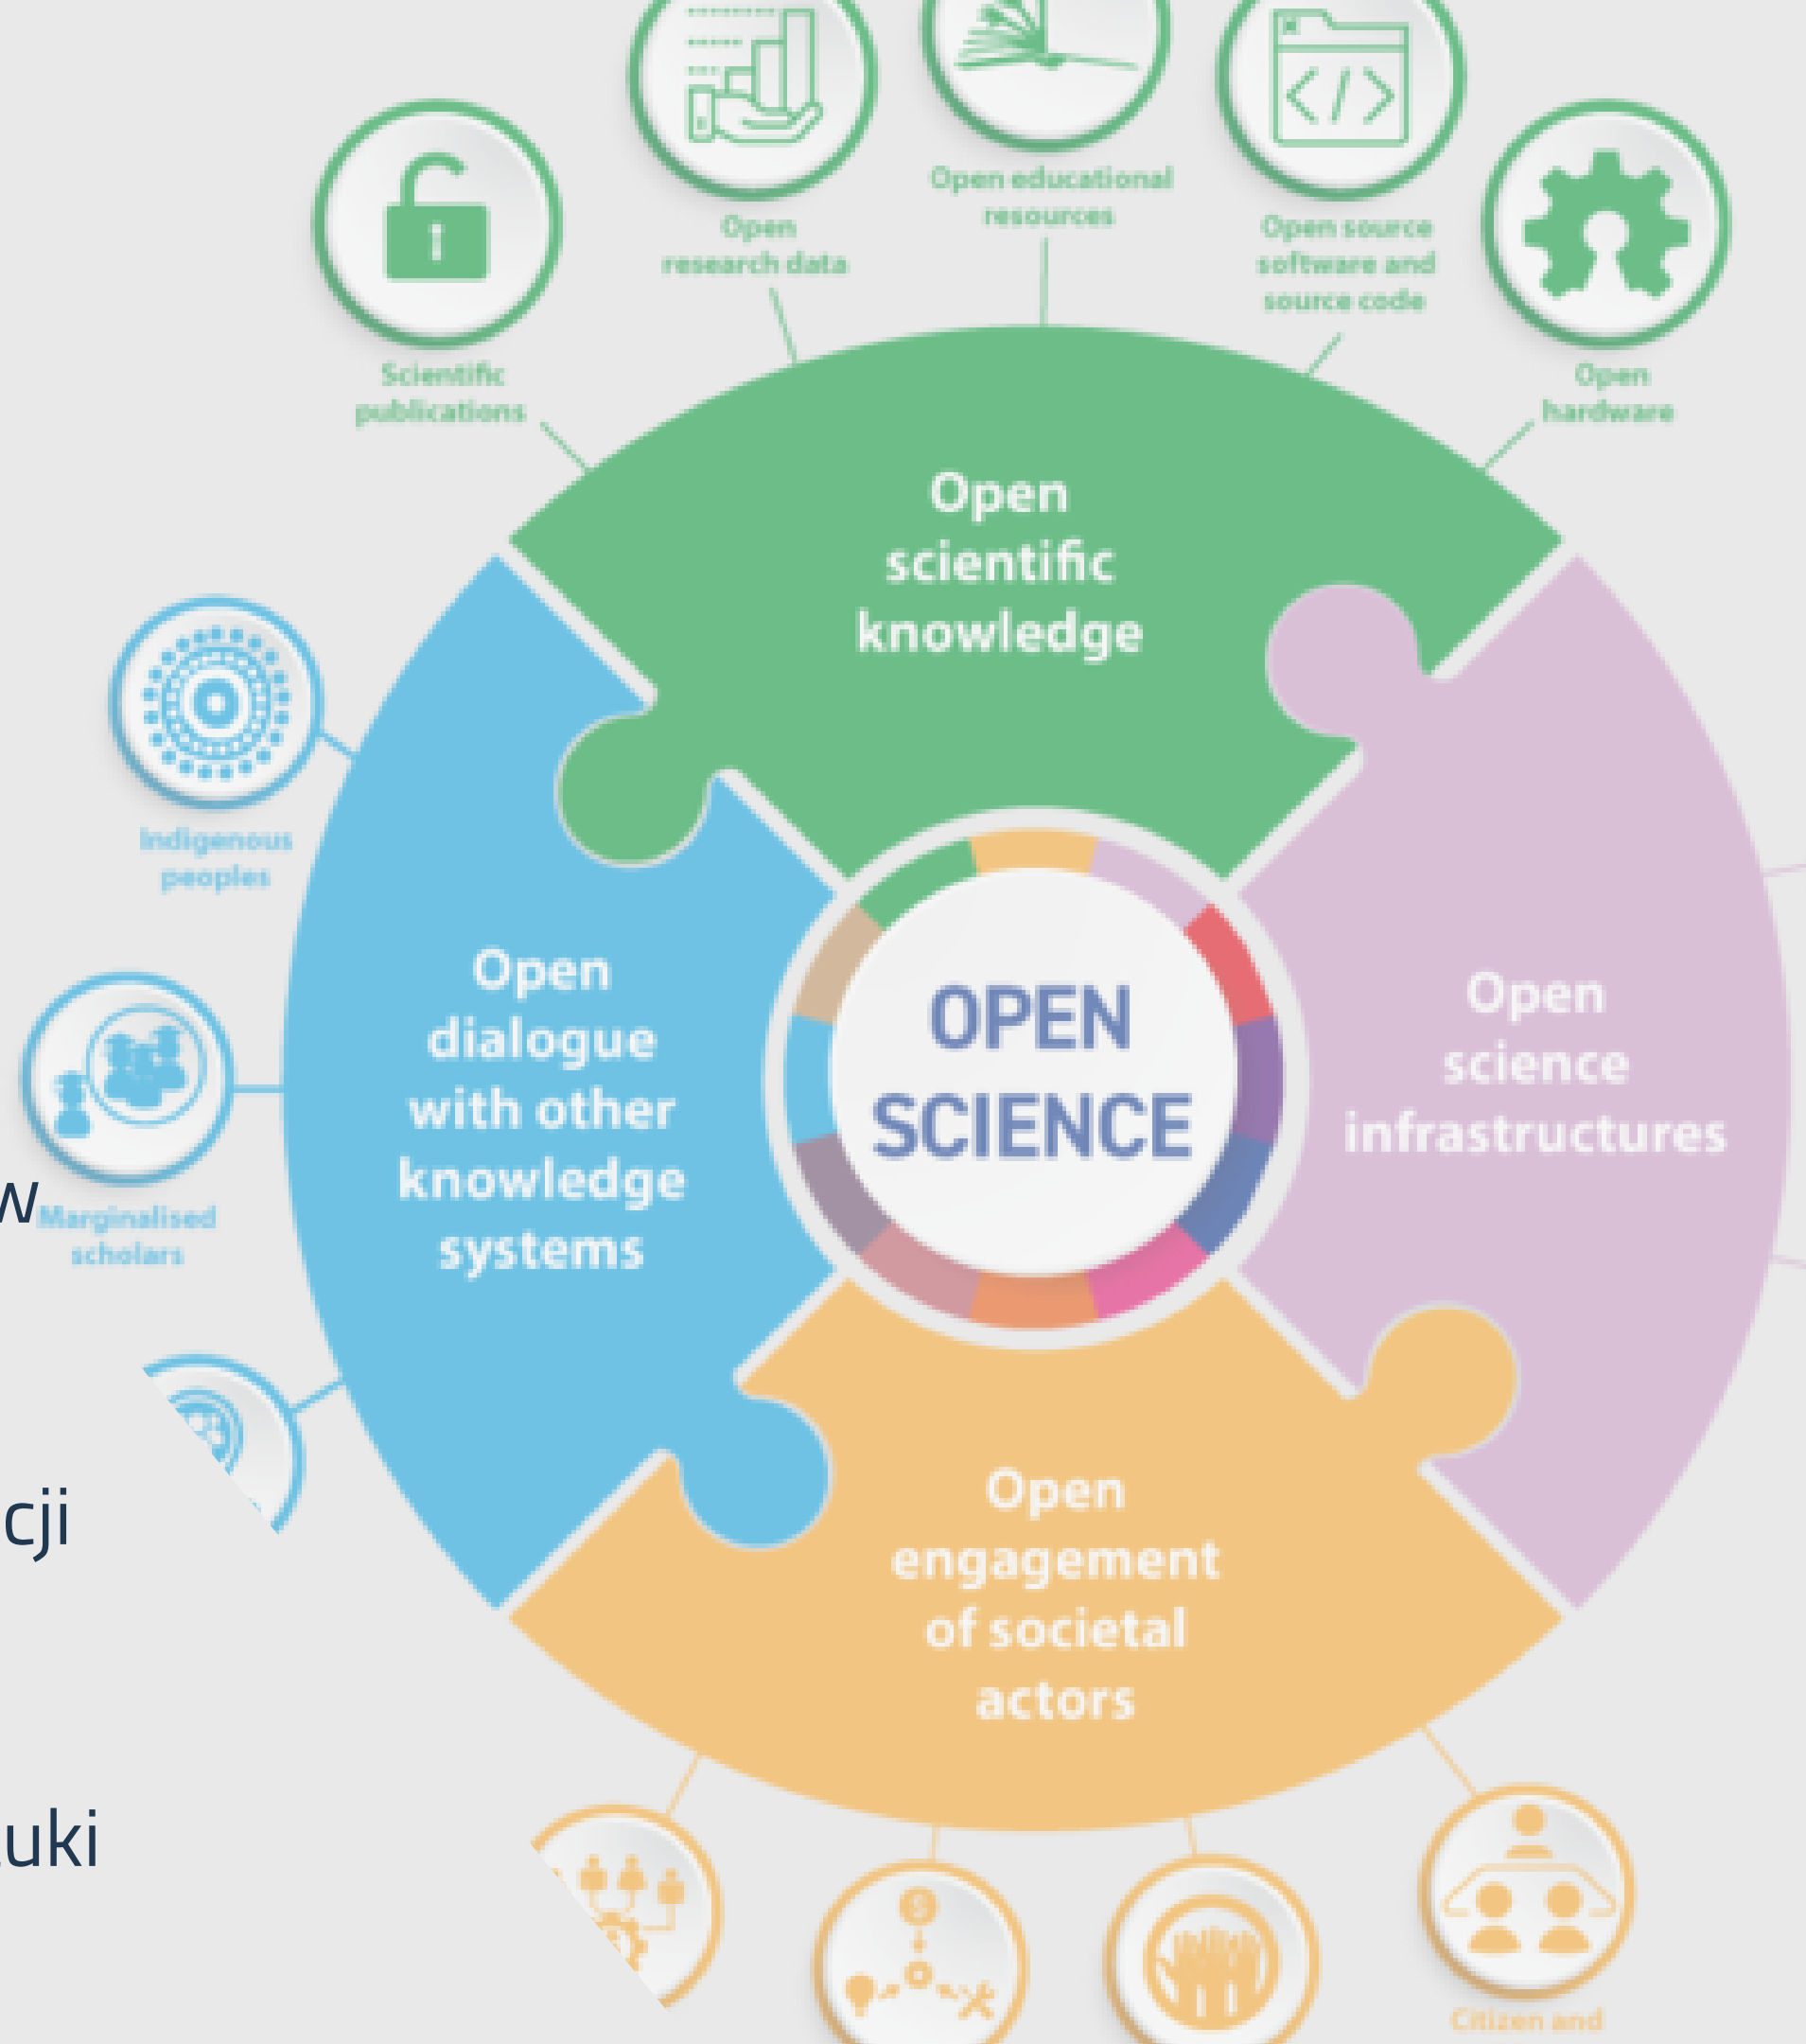 Open educational
resources
Open
research data
Open source
software and
source code
Scientific
publications
Open
hardware
Open
scientific
knowledge
Indigenous
peoples
Open
dialogue
with other
knowledge
systems
OPEN
SCIENCE
Open
science
infrastructures
w
Marginalised
scholars
cji
Open
engagement
of societal
actors
uki
Citizen and